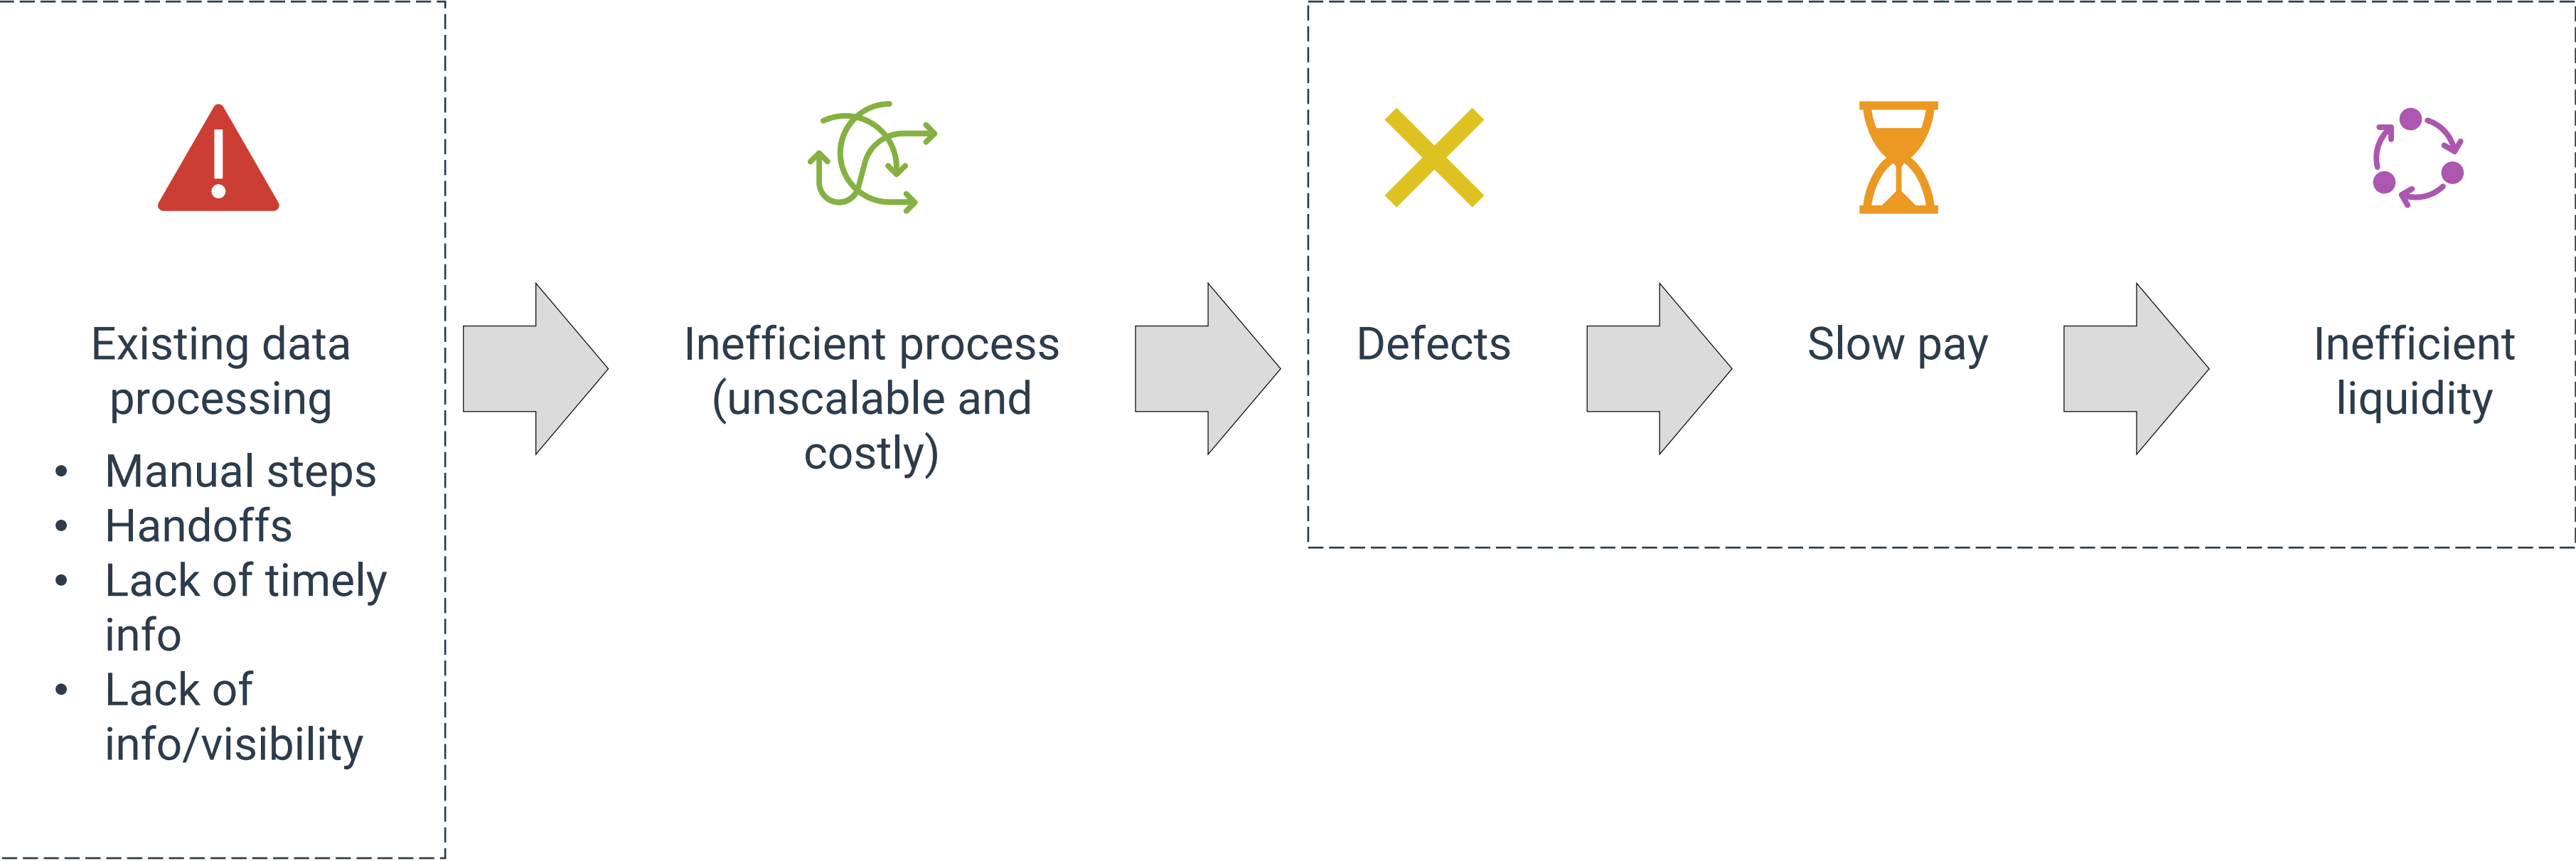 Existing data
processing
• Manual steps
• Handoffs
• Lack of timely
info
• Lack of
info/visibility
Inefficient process
(unscalable and
costly)
Defects
Slow pay
Inefficient
liquidity